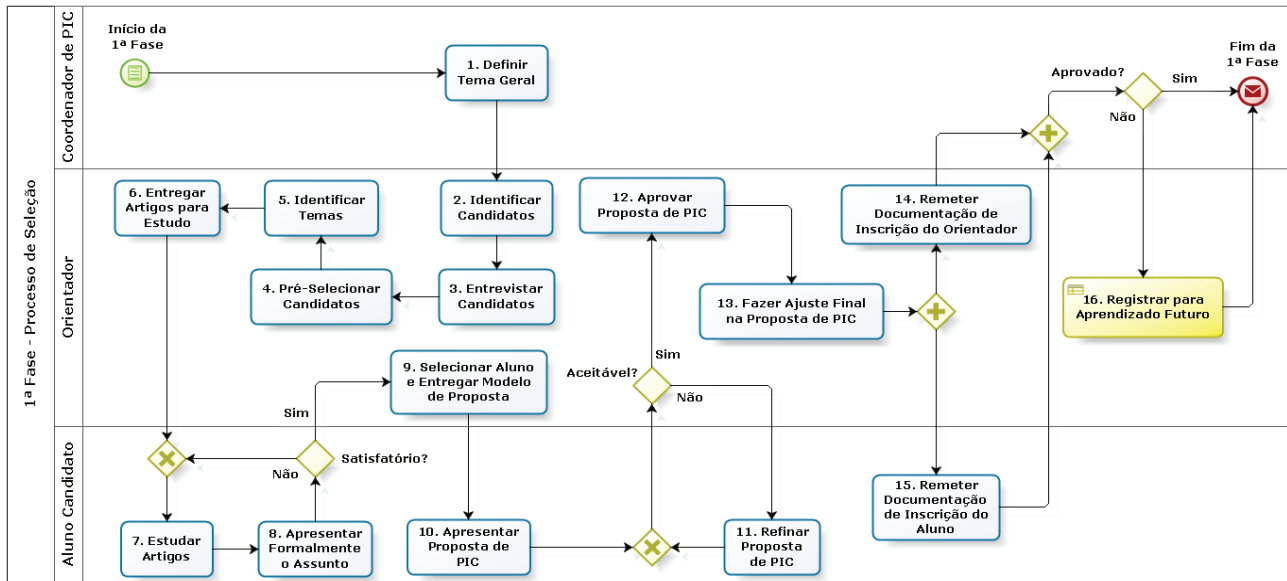 1ª Fase - Processo de Seleção
Coordenador de PIC
Início da
1ª Fase
1. Definir
Tema Geral
Aprovado?
Sim
Não
Fim da
1ª Fase
Orientador
6. Entregar
Artigos para
Estudo
5. Identificar
Temas
2. Identificar
Candidatos
4. Pré-Selecionar
Candidatos
3. Entrevistar
Candidatos
12. Aprovar
Proposta de PIC
13. Fazer Ajuste Final
na Proposta de PIC
14. Remeter
Documentação de
Inscrição do Orientador
16. Registrar para
Aprendizado Futuro
9. Selecionar Aluno
e Entregar Modelo
de Proposta
Sim
Aceitável?
Sim
Não
Aluno Candidato
Não
Satisfatório?
7. Estudar
Artigos
8. Apresentar
Formalmente
o Assunto
10. Apresentar
Proposta de
PIC
11. Refinar
Proposta
de PIC
15. Remeter
Documentação
de Inscrição do
Aluno